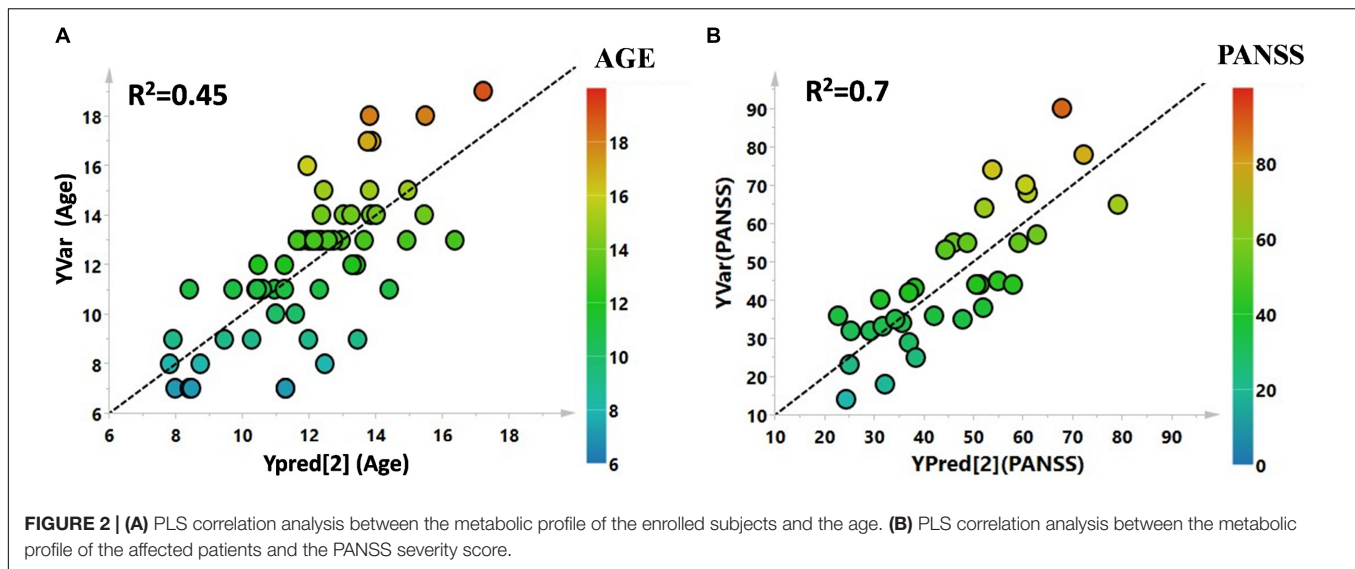 A
AGE
R²=0.45
YVar (Age)
18
16
14
12
10
8
6
6 8 10 12 14 16 18
Ypred[2] (Age)
18
16
14
12
10
8
6
B
PANSS
R²=0.7
YVar(PANSS)
90
80
70
60
50
40
30
20
10
10 20 30 40 50 60 70 80 90
YPred[2](PANSS)
80
60
40
20
0
FIGURE 2 | (A) PLS correlation analysis between the metabolic profile of the enrolled subjects and the age. (B) PLS correlation analysis between the metabolic
profile of the affected patients and the PANSS severity score.